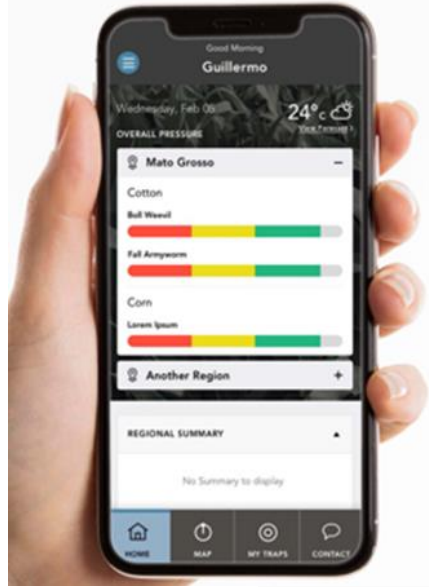 Good Morning
Guillermo
Wednesday, Feb 05
24° c
View Forecast
OVERALL PRESSURE
Mato Grosso −
Cotton
Boll Weevil
Fall Armyworm
Corn
Lorem Ipsum
Another Region +
REGIONAL SUMMARY
No Summary to display
HOME
MAP
MY TRAPS
CONTACT